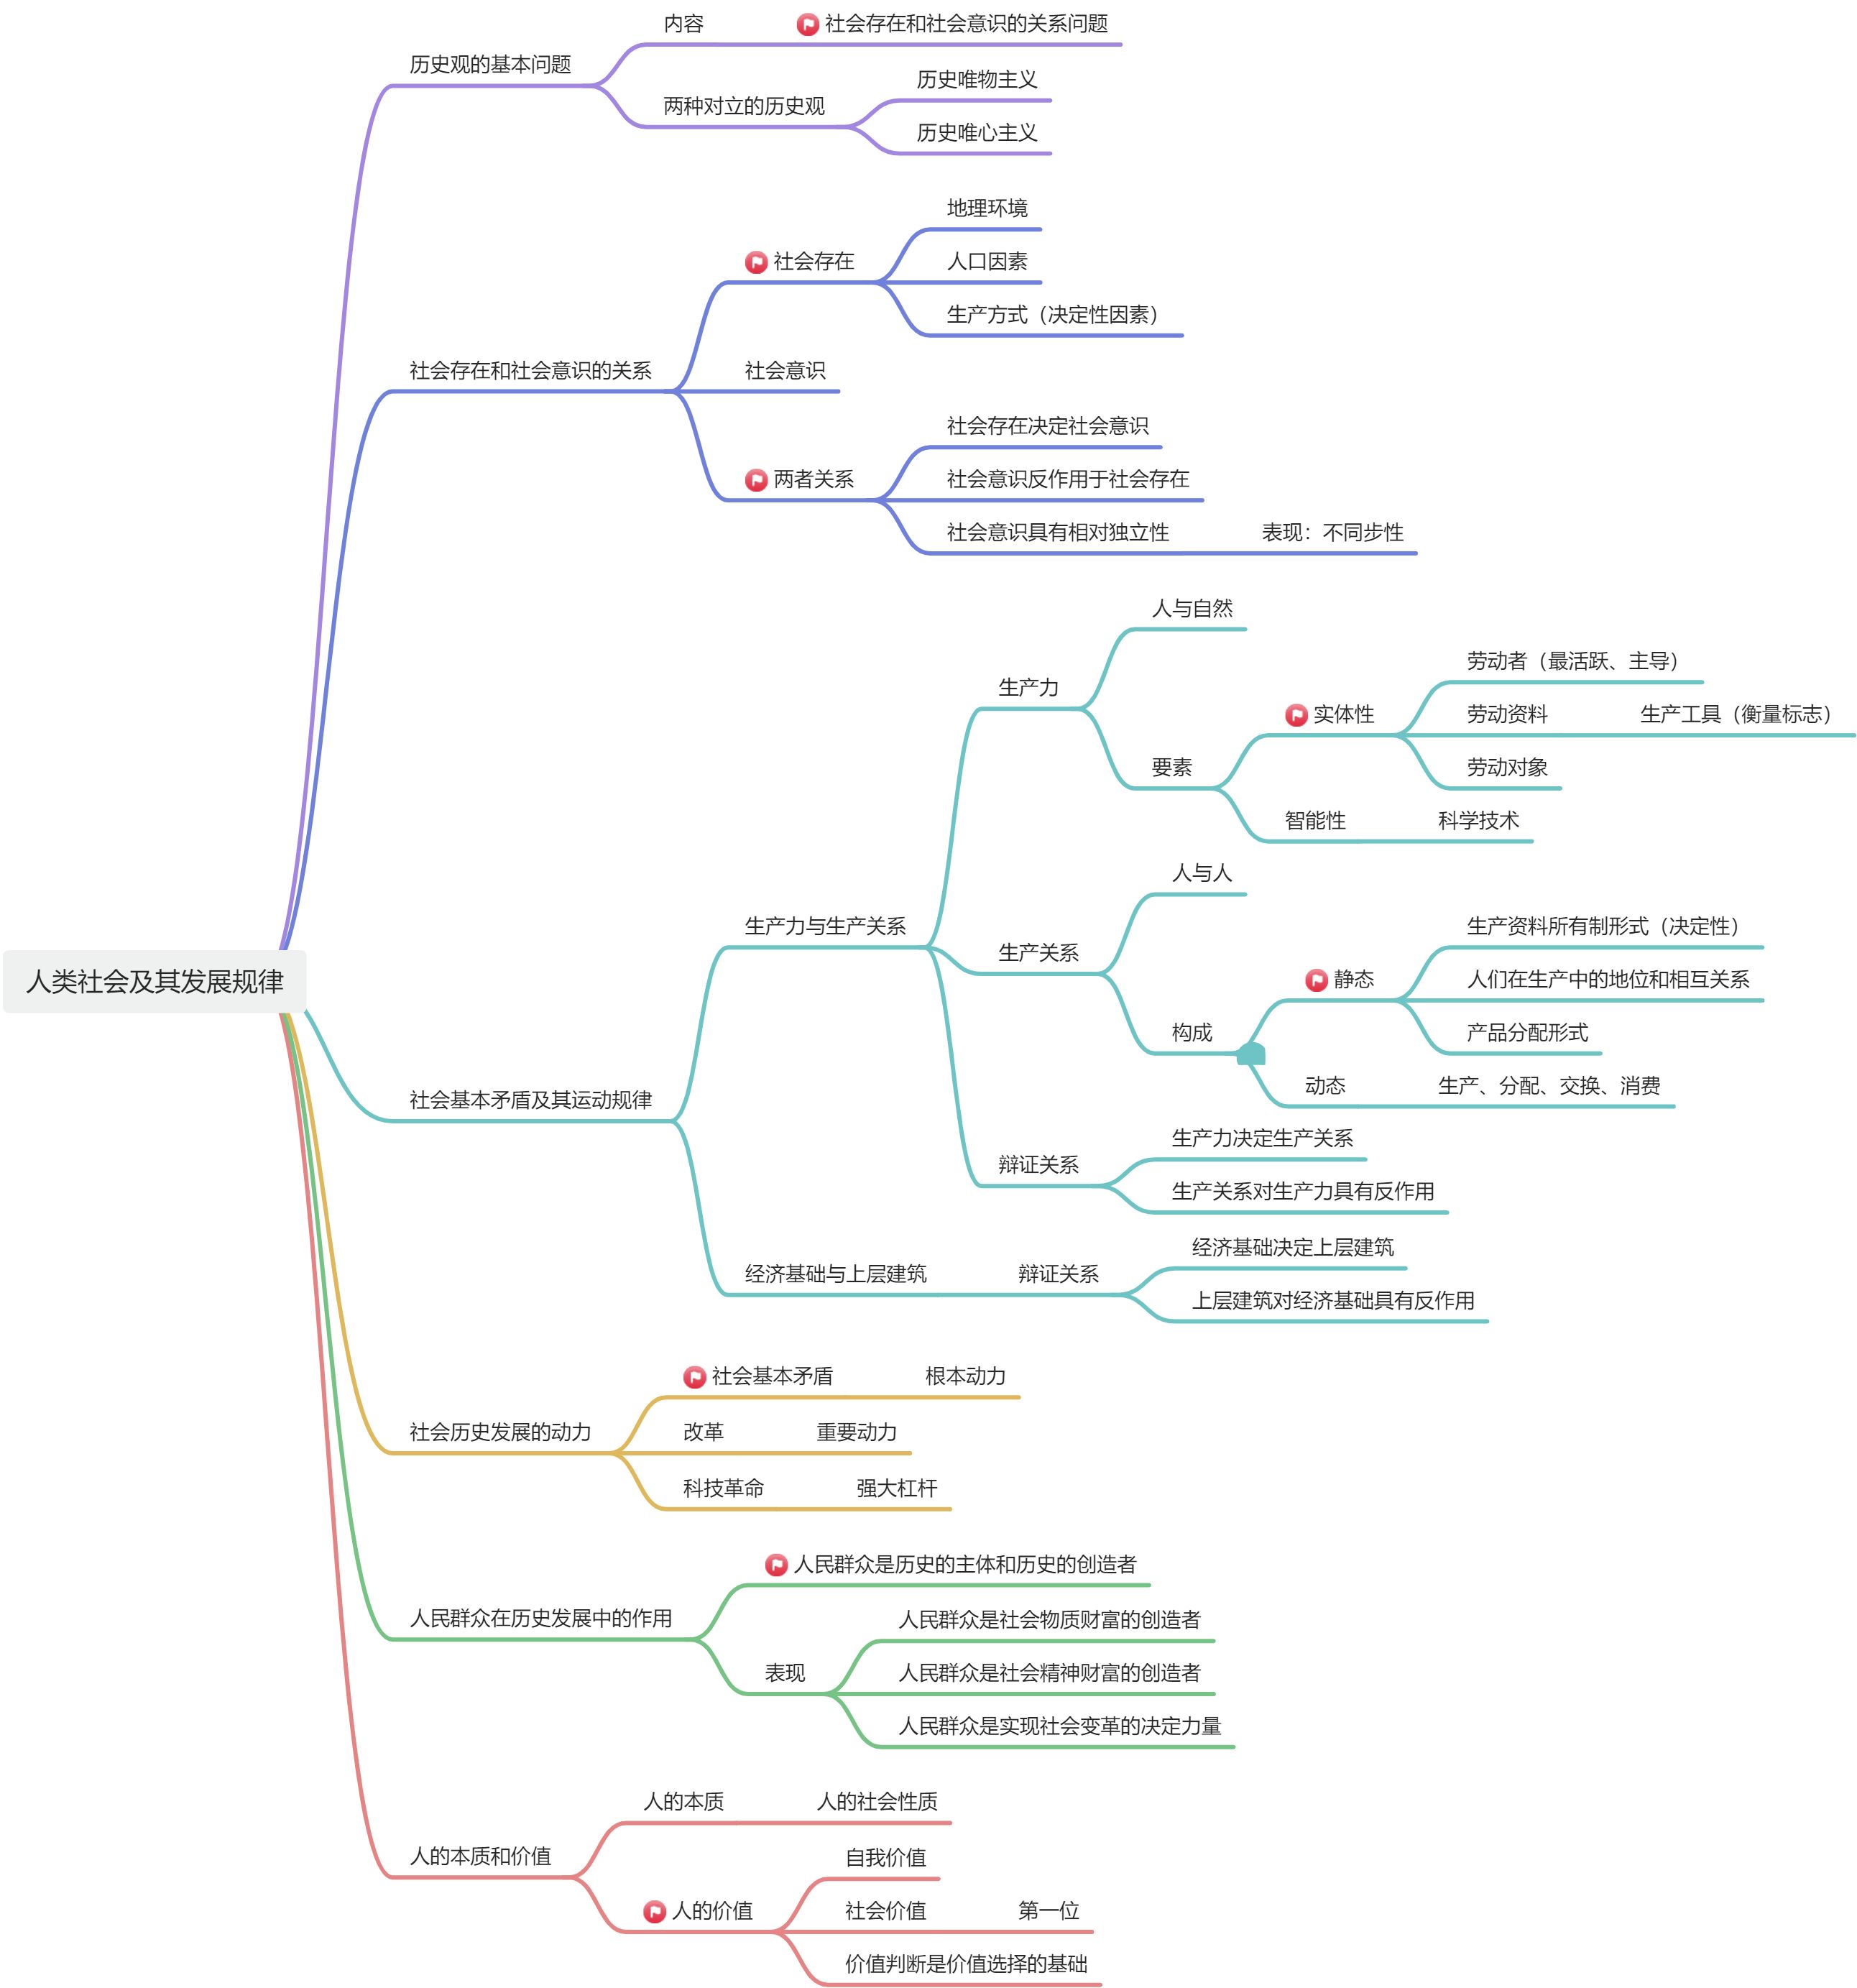 人类社会及其发展规律
历史观的基本问题
内容
社会存在和社会意识的关系问题
两种对立的历史观
历史唯物主义
历史唯心主义
社会存在和社会意识的关系
社会存在
地理环境
人口因素
生产方式（决定性因素）
社会意识
两者关系
社会存在决定社会意识
社会意识反作用于社会存在
社会意识具有相对独立性
表现：不同步性
社会基本矛盾及其运动规律
生产力与生产关系
生产力
人与自然
要素
实体性
劳动者（最活跃、主导）
劳动资料
生产工具（衡量标志）
劳动对象
智能性
科学技术
生产关系
人与人
构成
静态
生产资料所有制形式（决定性）
人们在生产中的地位和相互关系
产品分配形式
动态
生产、分配、交换、消费
辩证关系
生产力决定生产关系
生产关系对生产力具有反作用
经济基础与上层建筑
辩证关系
经济基础决定上层建筑
上层建筑对经济基础具有反作用
社会历史发展的动力
社会基本矛盾
根本动力
改革
重要动力
科技革命
强大杠杆
人民群众在历史发展中的作用
人民群众是历史的主体和历史的创造者
表现
人民群众是社会物质财富的创造者
人民群众是社会精神财富的创造者
人民群众是实现社会变革的决定力量
人的本质和价值
人的本质
人的社会性质
人的价值
自我价值
社会价值
第一位
价值判断是价值选择的基础